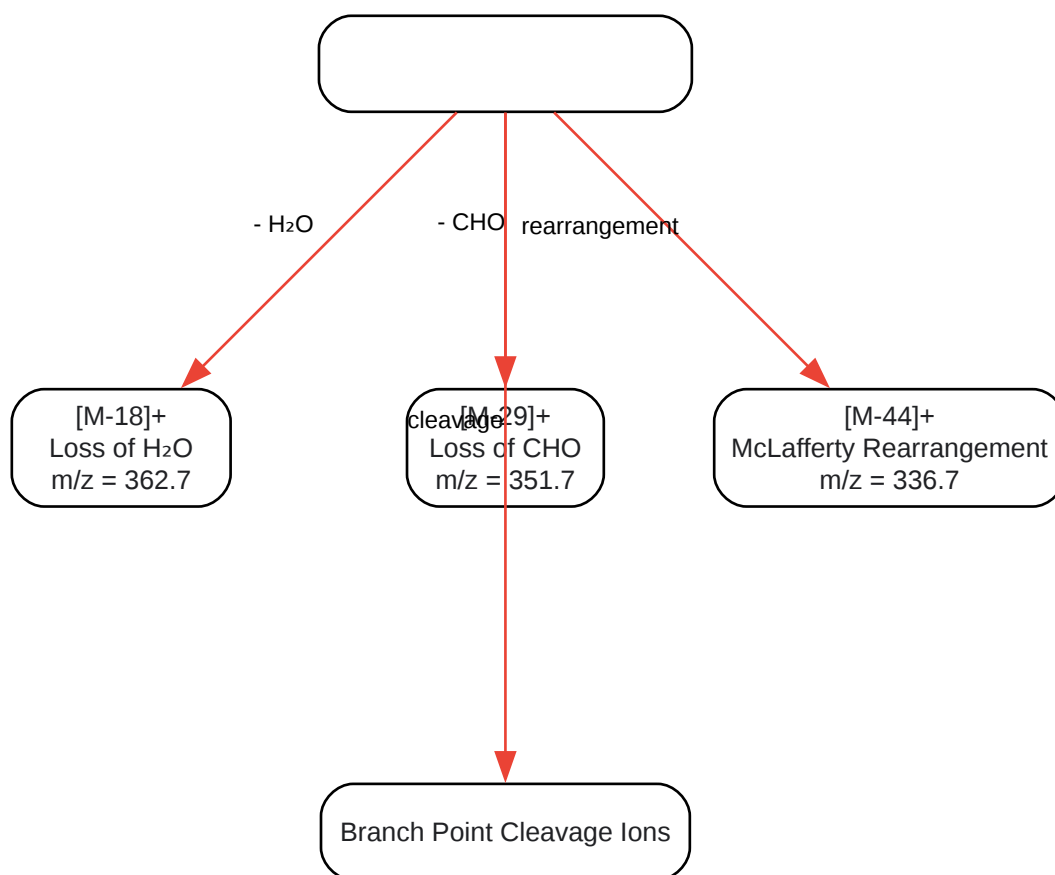 - H₂O
- CHO
rearrangement
[M-18]+
Loss of H₂O
m/z = 362.7
cleavage
[M-29]+
Loss of CHO
m/z = 351.7
[M-44]+
McLafferty Rearrangement
m/z = 336.7
Branch Point Cleavage Ions